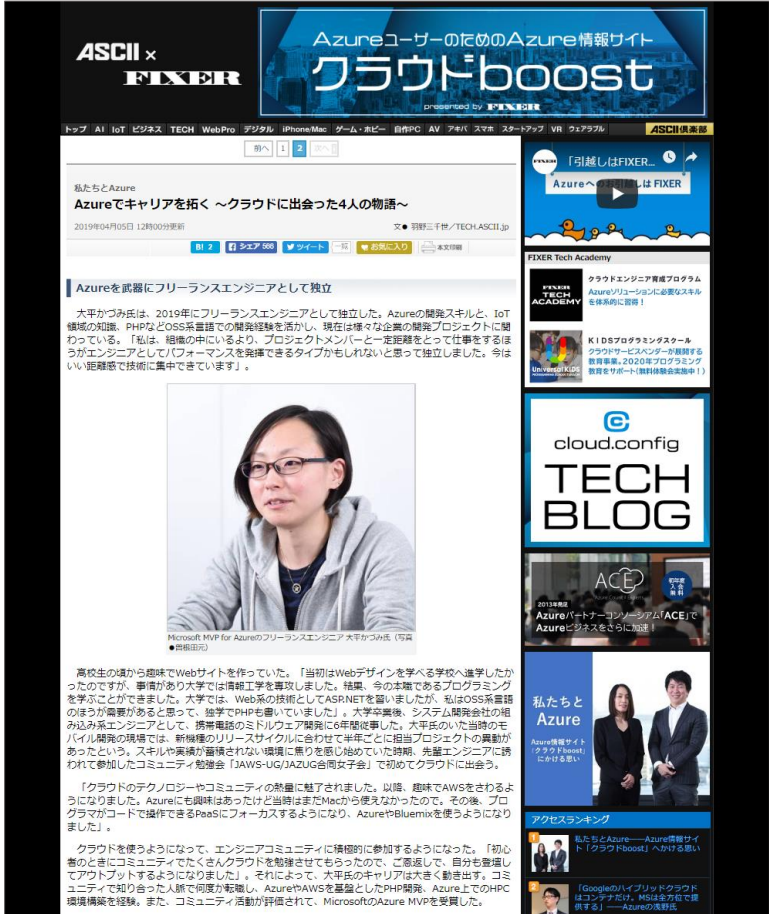 ASCII × FIXER
AzureユーザーのためのAzure情報サイト
クラウドboost
presented by FIXER
トップ AI IoT ビジネス TECH WebPro デジタル iPhone/Mac ゲーム・ホビー 自作PC AV アキバ スマホ スタートアップ VR ウェアラブル ASCII倶楽部
前へ 1 2 次へ
私たちとAzure
Azureでキャリアを拓く ～クラウドに出会った4人の物語～
2019年04月05日 12時00分更新
文● 羽野三千世／TECH.ASCII.jp
B! 2 シェア 566 ツイート 一覧 お気に入り 本文印刷
Azureを武器にフリーランスエンジニアとして独立
大平かづみ氏は、2019年にフリーランスエンジニアとして独立した。Azureの開発スキルと、IoT
領域の知識、PHPなどOSS系言語での開発経験を活かし、現在は様々な企業の開発プロジェクトに関
わっている。「私は、組織の中にいるより、プロジェクトメンバーと一定距離をとって仕事をするほ
うがエンジニアとしてパフォーマンスを発揮できるタイプかもしれないと思って独立しました。今は
いい距離感で技術に集中できています」。
Microsoft MVP for Azureのフリーランスエンジニア 大平かづみ氏（写真
●曽根田元）
高校生の頃から趣味でWebサイトを作っていた。「当初はWebデザインを学べる学校へ進学したか
ったのですが、事情があり大学では情報工学を専攻しました。結果、今の本職であるプログラミング
を学ぶことができました。大学では、Web系の技術としてASP.NETを習いましたが、私はOSS系言語
のほうが需要があると思って、独学でPHPも書いていました」。大学卒業後、システム開発会社の組
み込み系エンジニアとして、携帯電話のミドルウェア開発に6年間従事した。大平氏のいた当時のモ
バイル開発の現場では、新機種のリリースサイクルに合わせて半年ごとに担当プロジェクトの異動が
あったという。スキルや実績が蓄積されない環境に焦りを感じ始めていた時期、先輩エンジニアに誘
われて参加したコミュニティ勉強会「JAWS-UG/JAZUG合同女子会」で初めてクラウドに出会う。
「クラウドのテクノロジーやコミュニティの熱量に魅了されました。以降、趣味でAWSをさわるよ
うになりました。Azureにも興味はあったけど当時はまだMacから使えなかったので。その後、プロ
グラマがコードで操作できるPaaSにフォーカスするようになり、AzureやBluemixを使うようになり
ました」。
クラウドを使うようになって、エンジニアコミュニティに積極的に参加するようになった。「初心
者のときにコミュニティでたくさんクラウドを勉強させてもらったので、ご恩返しで、自分も登壇し
てアウトプットするようになりました」。それによって、大平氏のキャリアは大きく動き出す。コミ
ュニティで知り合った人脈で何度か転職し、AzureやAWSを基盤としたPHP開発、Azure上でのHPC
環境構築を経験。また、コミュニティ活動が評価されて、MicrosoftのAzure MVPを受賞した。
「引越しはFIXER...
Azureへのお引越しは FIXER
FIXER Tech Academy
FIXER
TECH
ACADEMY
クラウドエンジニア育成プログラム
Azureソリューションに必要なスキル
を体系的に習得！
Universal KIDS
KIDSプログラミングスクール
クラウドサービスベンダーが展開する
教育事業。2020年プログラミング
教育をサポート（無料体験会実施中！）
cloud.config
TECH
BLOG
ACE
初年度
入会
無料
2013年発足
Azureパートナーコンソーシアム「ACE」で
Azureビジネスをさらに加速！
私たちと
Azure
Azure情報サイト
「クラウドboost」
にかける思い
アクセスランキング
1
私たちとAzure――Azure情報サイ
ト「クラウドboost」へかける思い
2
「Googleのハイブリッドクラウド
はコンテナだけ。MSは全方位で提
供する」――Azureの浅野氏